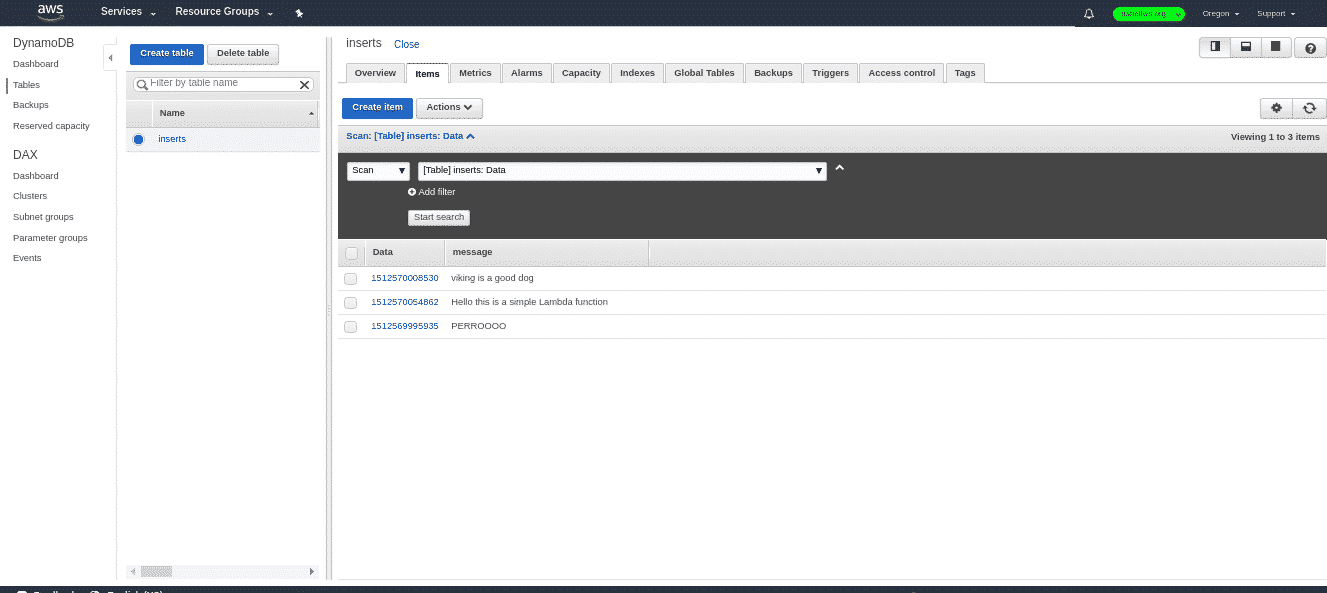 aws Services Resource Groups Oregon Support
DynamoDB
Dashboard
Tables
Backups
Reserved capacity
DAX
Dashboard
Clusters
Subnet groups
Parameter groups
Events
Create table Delete table
Filter by table name
Name
inserts
inserts Close
Overview Items Metrics Alarms Capacity Indexes Global Tables Backups Triggers Access control Tags
Create item Actions
Scan: [Table] inserts: Data Viewing 1 to 3 items
Scan [Table] inserts: Data
Add filter
Start search
Data message
1512570008530 viking is a good dog
1512570054862 Hello this is a simple Lambda function
1512569995935 PERROOOO